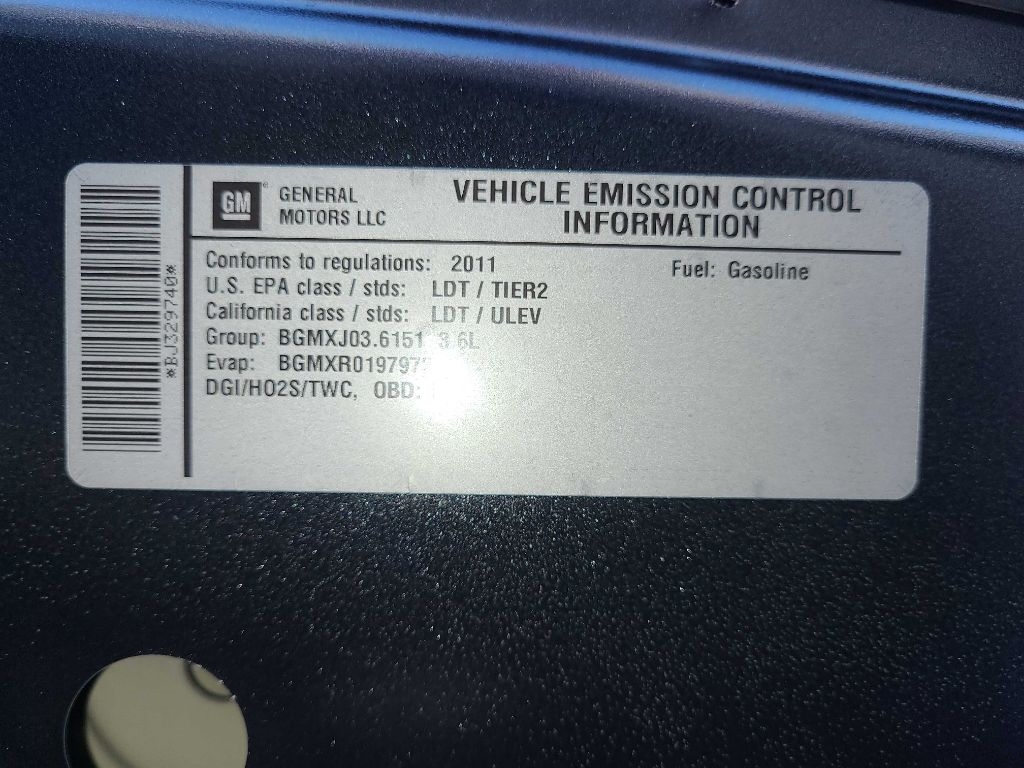 *BJ329740*
GM
GENERAL
MOTORS LLC
VEHICLE EMISSION CONTROL
INFORMATION
Conforms to regulations: 2011
Fuel: Gasoline
U.S. EPA class / stds: LDT / TIER2
California class / stds: LDT / ULEV
Group: BGMXJ03.6151 3.6L
Evap:
DGI/HO2S/TWC, OBD: